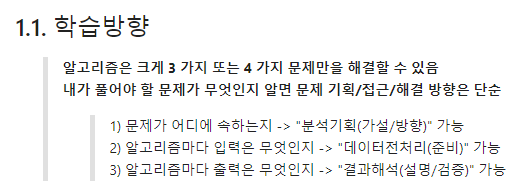 1.1. 학습방향
알고리즘은 크게 3 가지 또는 4 가지 문제만을 해결할 수 있음
내가 풀어야 할 문제가 무엇인지 알면 문제 기획/접근/해결 방향은 단순
1) 문제가 어디에 속하는지 -> "분석기획(가설/방향)" 가능
2) 알고리즘마다 입력은 무엇인지 -> "데이터전처리(준비)" 가능
3) 알고리즘마다 출력은 무엇인지 -> "결과해석(설명/검증)" 가능